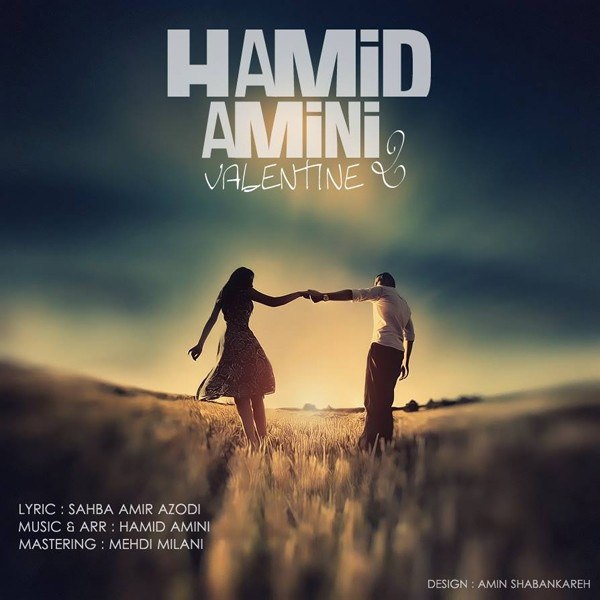 HAMiD
AMiNi
VALENTINE 2
LYRIC : SAHBA AMIR AZODI
MUSIC & ARR : HAMID AMINI
MASTERING : MEHDI MILANI
DESIGN : AMIN SHABANKAREH